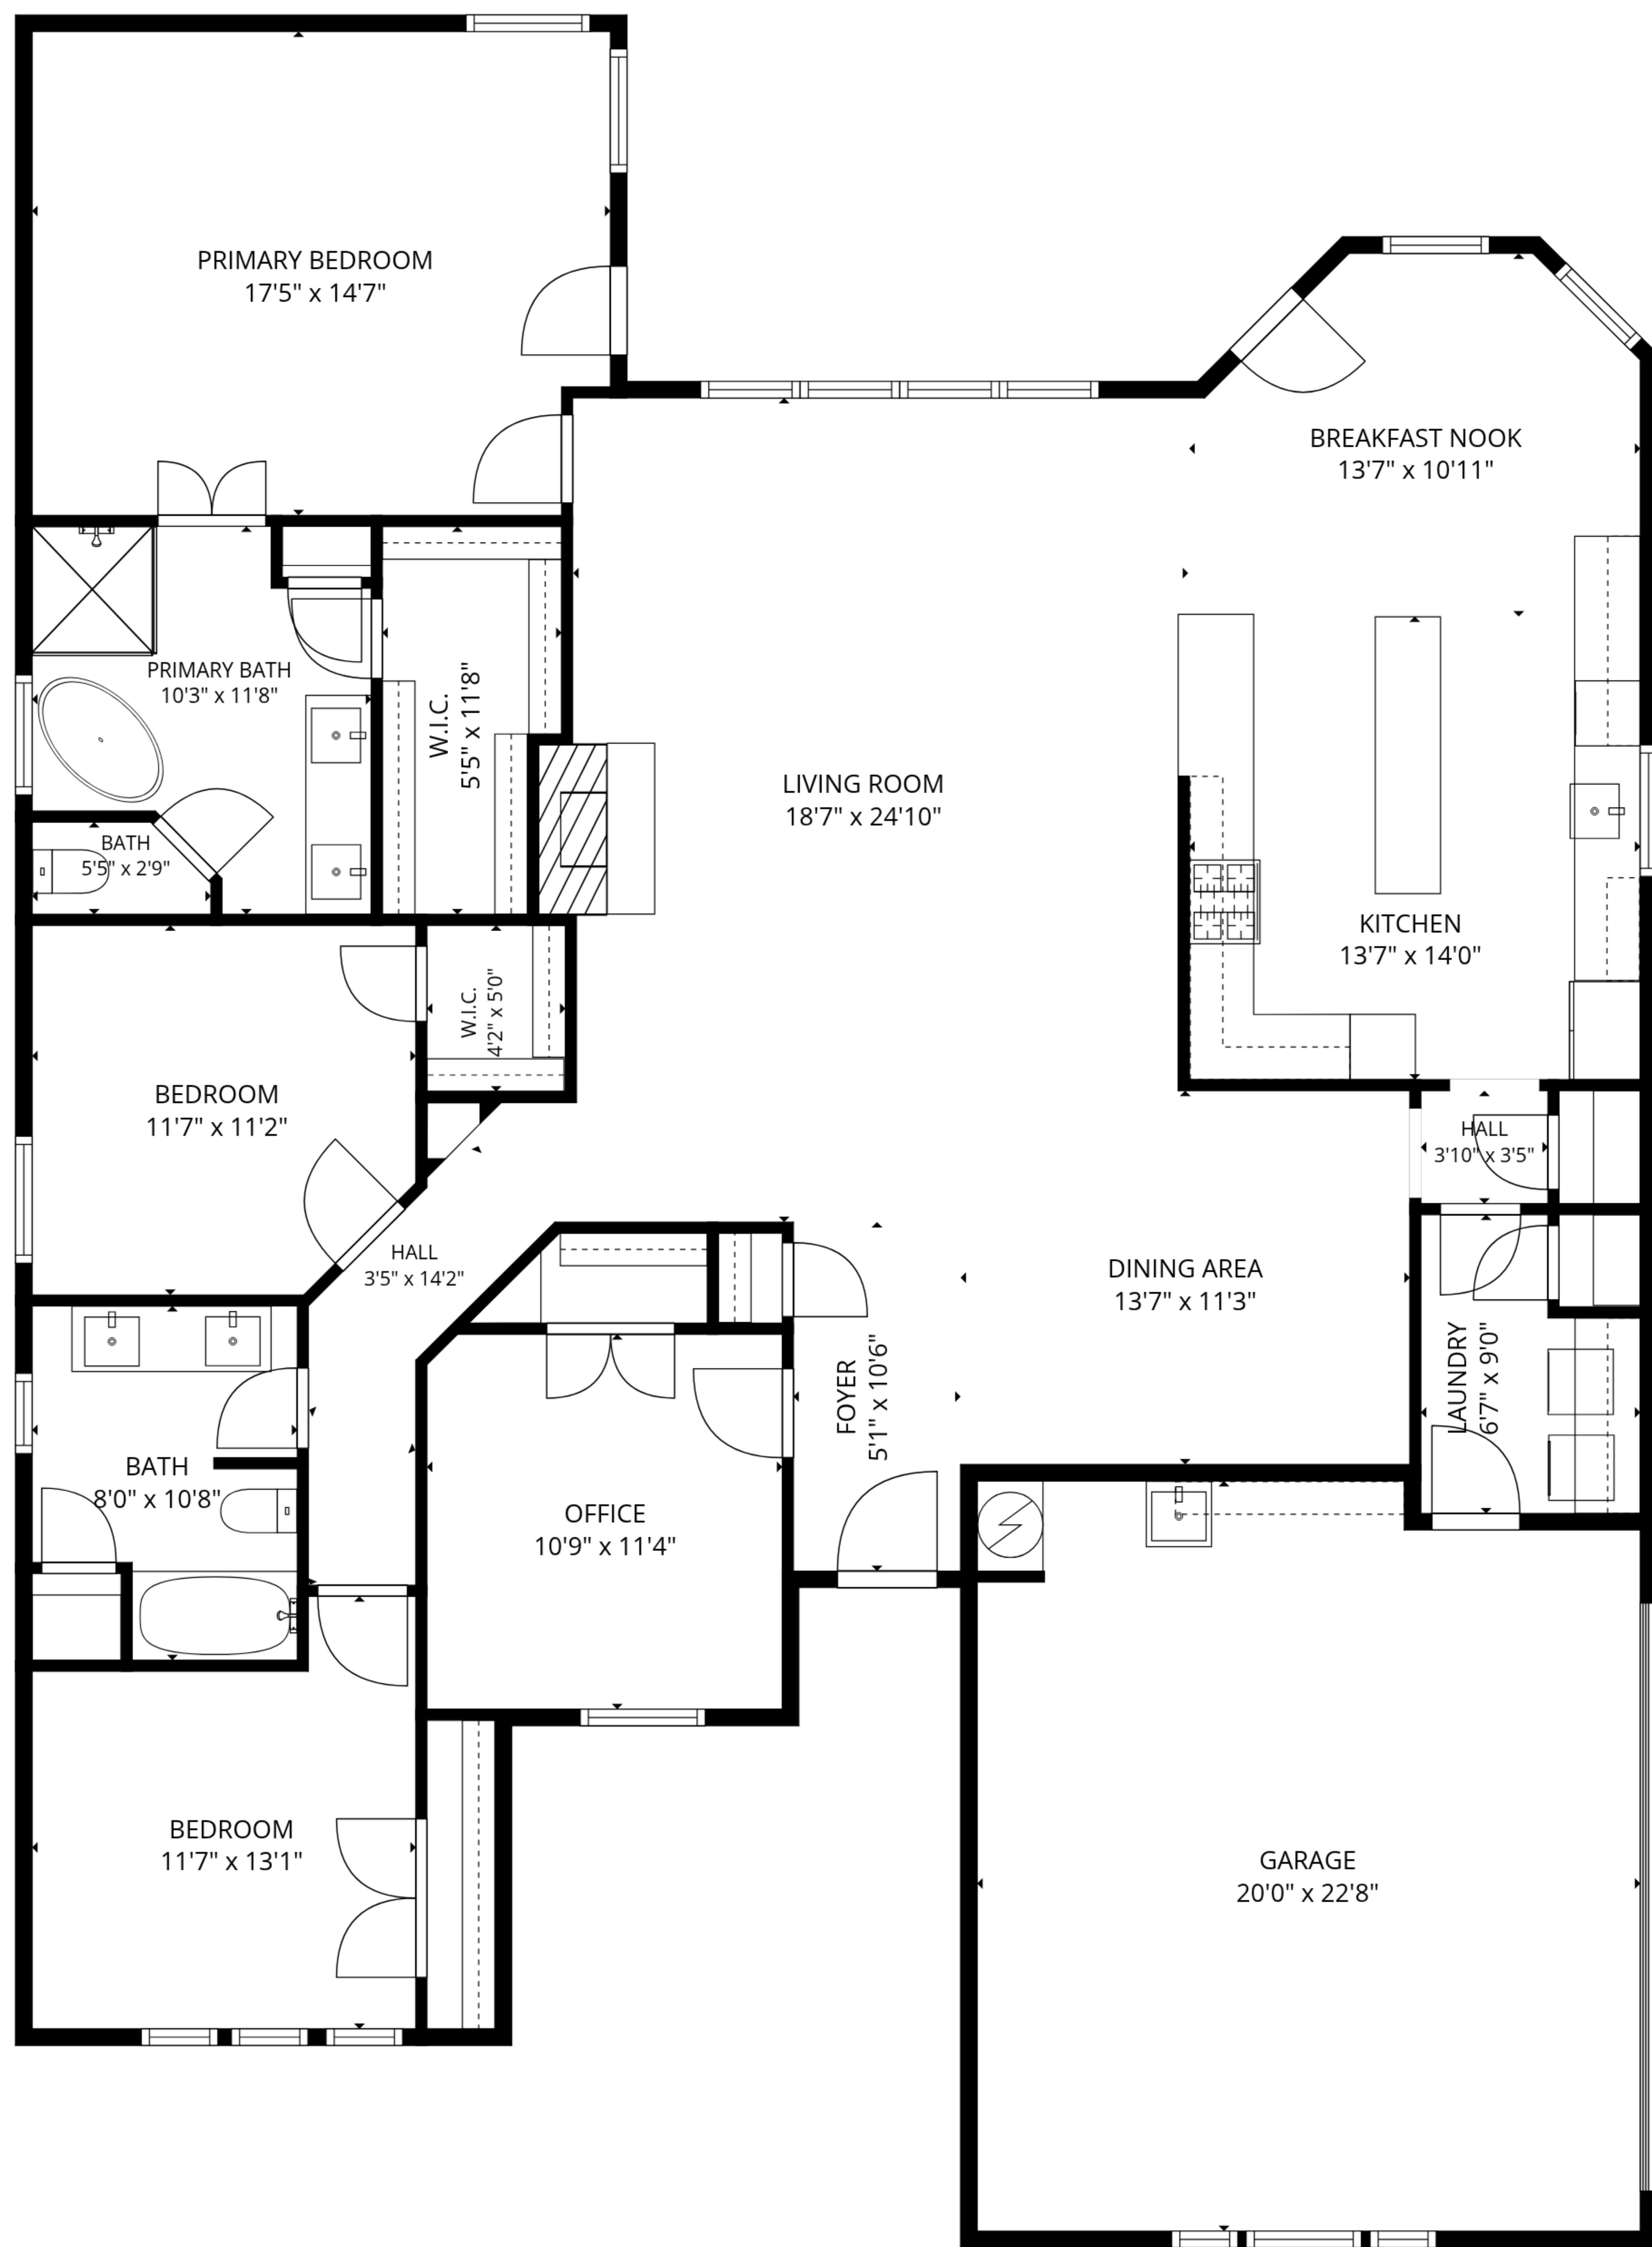 PRIMARY BEDROOM
17'5" x 14'7"
BREAKFAST NOOK
13'7" x 10'11"
PRIMARY BATH
10'3" x 11'8"
W.I.C.
5'5" x 11'8"
LIVING ROOM
18'7" x 24'10"
BATH
5'5" x 2'9"
KITCHEN
13'7" x 14'0"
W.I.C.
4'2" x 5'0"
BEDROOM
11'7" x 11'2"
HALL
3'10" x 3'5"
HALL
3'5" x 14'2"
DINING AREA
13'7" x 11'3"
FOYER
5'1" x 10'6"
LAUNDRY
6'7" x 9'0"
BATH
8'0" x 10'8"
OFFICE
10'9" x 11'4"
BEDROOM
11'7" x 13'1"
GARAGE
20'0" x 22'8"